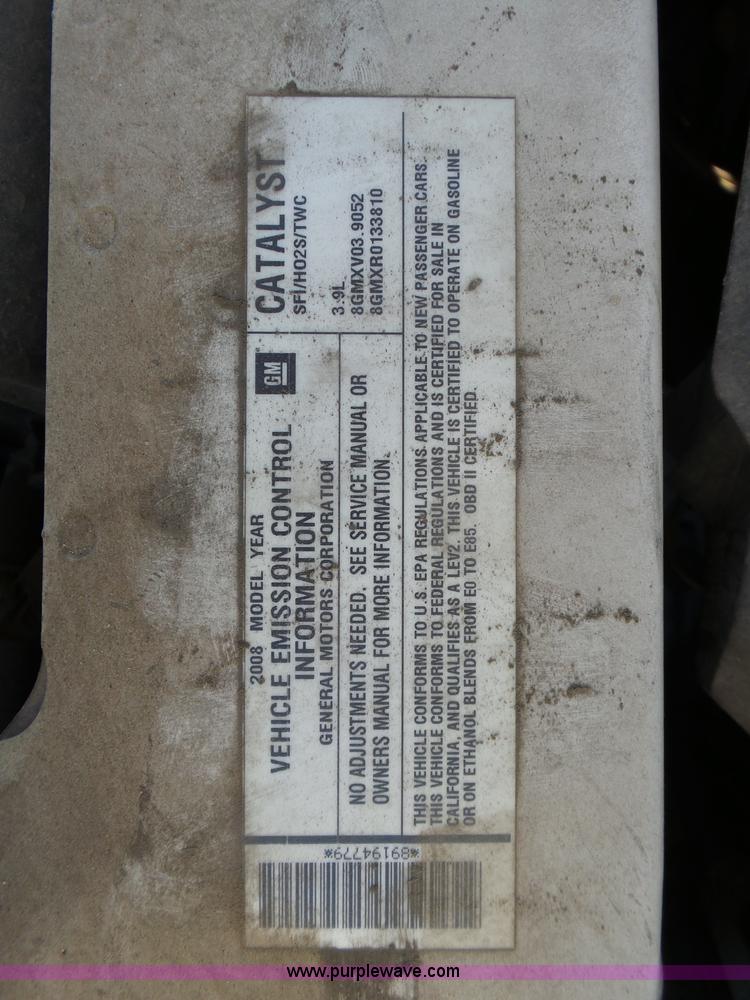 2008 MODEL YEAR
VEHICLE EMISSION CONTROL
INFORMATION
GENERAL MOTORS CORPORATION
GM
CATALYST
SFI/HO2S/TWC
3.9L
8GMXV03.9052
8GMXR0133810
NO ADJUSTMENTS NEEDED. SEE SERVICE MANUAL OR
OWNERS MANUAL FOR MORE INFORMATION.
THIS VEHICLE CONFORMS TO U.S. EPA REGULATIONS APPLICABLE TO NEW PASSENGER CARS.
THIS VEHICLE CONFORMS TO FEDERAL REGULATIONS AND IS CERTIFIED FOR SALE IN
CALIFORNIA, AND QUALIFIES AS A LEV2. THIS VEHICLE IS CERTIFIED TO OPERATE ON GASOLINE
OR ON ETHANOL BLENDS FROM E0 TO E85. OBD II CERTIFIED.
*89194779*
www.purplewave.com